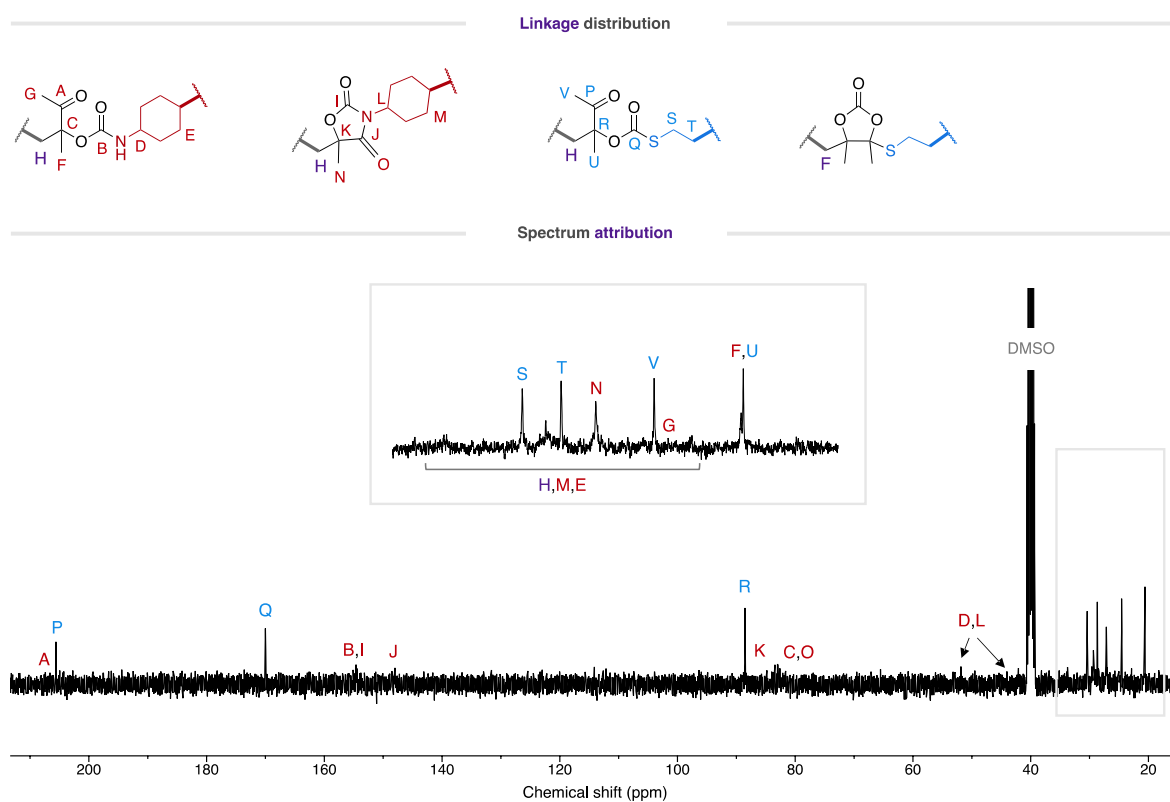 Linkage distribution
G A O C O O B N H D E F H
O I O N L M K J O H N
V P O R O O Q S S T U H
O O O S F
Spectrum attribution
S T N V G F,U
H,M,E
DMSO
A P Q B,I J R K C,O D,L
200 180 160 140 120 100 80 60 40 20
Chemical shift (ppm)